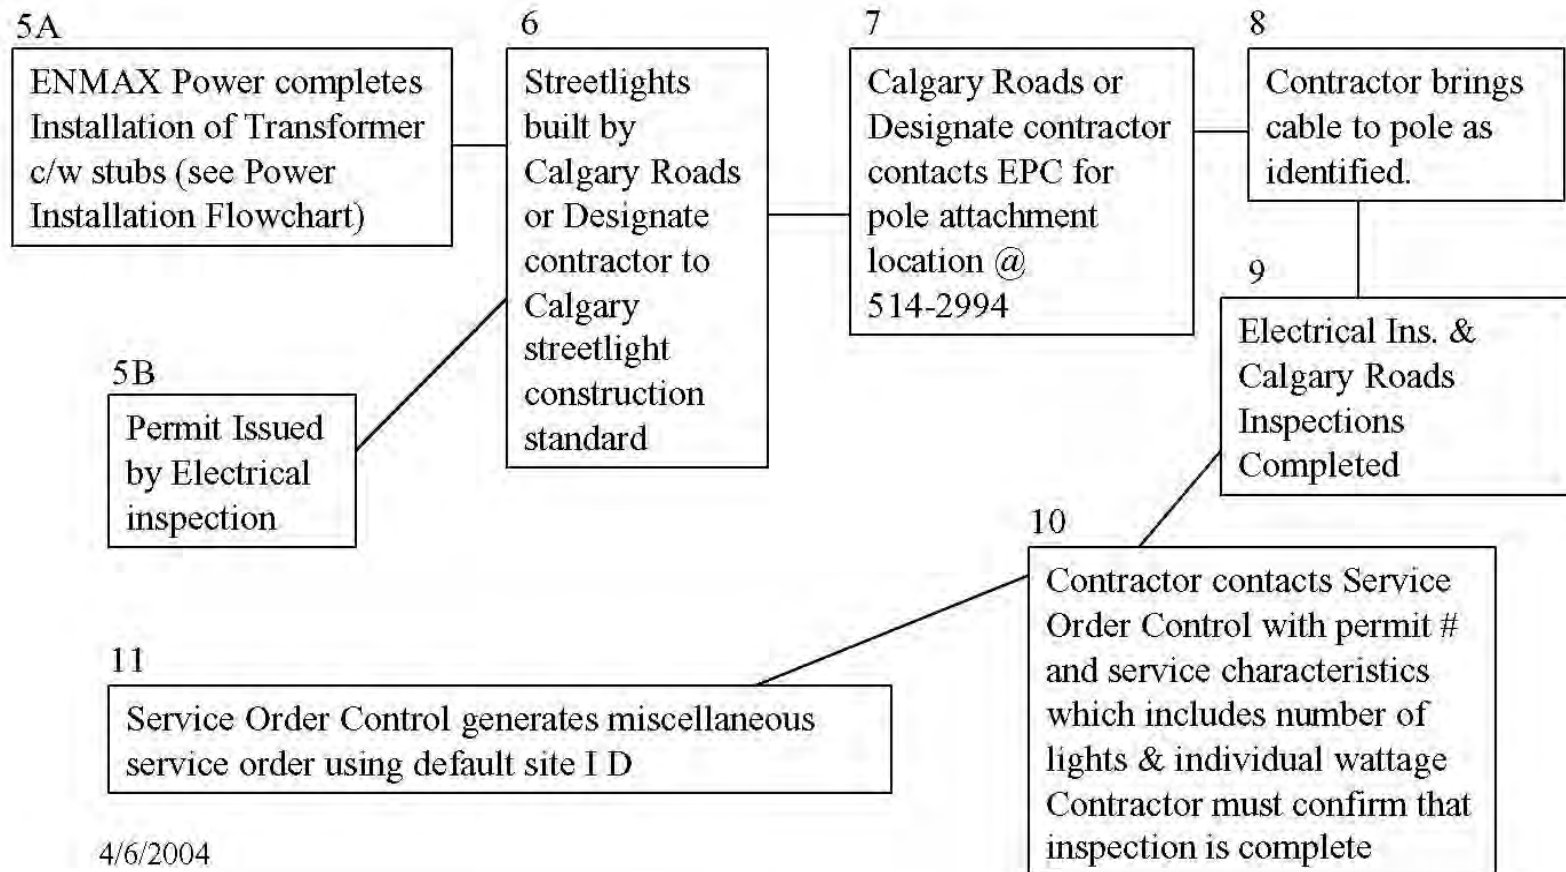 5A
ENMAX Power completes
Installation of Transformer
c/w stubs (see Power
Installation Flowchart)
6
Streetlights
built by
Calgary Roads
or Designate
contractor to
Calgary
streetlight
construction
standard
7
Calgary Roads or
Designate contractor
contacts EPC for
pole attachment
location @
514-2994
8
Contractor brings
cable to pole as
identified.
5B
Permit Issued
by Electrical
inspection
9
Electrical Ins. &
Calgary Roads
Inspections
Completed
10
Contractor contacts Service
Order Control with permit #
and service characteristics
which includes number of
lights & individual wattage
Contractor must confirm that
inspection is complete
11
Service Order Control generates miscellaneous
service order using default site I D
4/6/2004